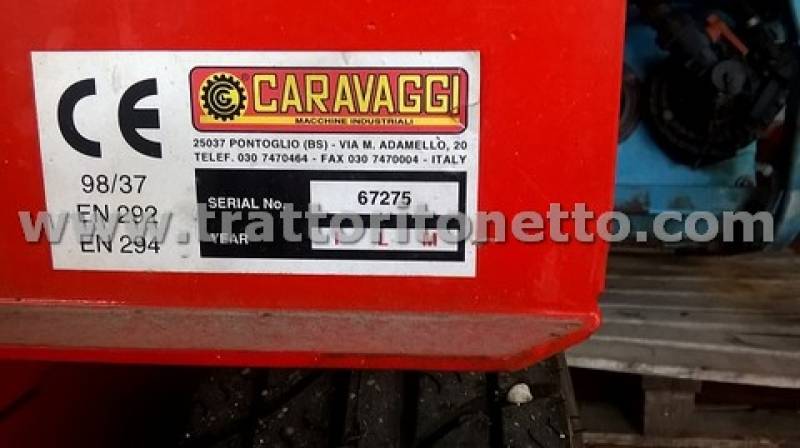 CE
98/37
EN 292
EN 294
CARAVAGGI
MACCHINE INDUSTRIALI
25037 PONTOGLIO (BS) - VIA M. ADAMELLO, 20
TELEF. 030 7470464 - FAX 030 7470004 - ITALY
SERIAL No. 67275
YEAR
www.trattoritonetto.com